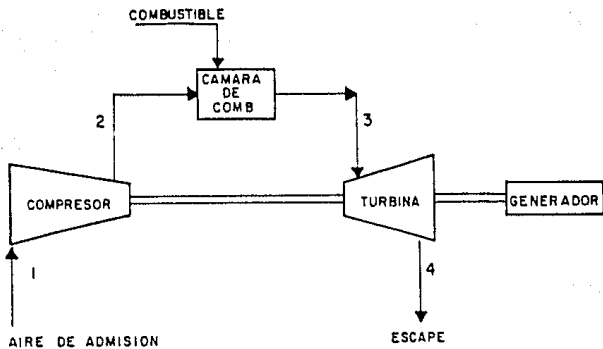 COMBUSTIBLE
CAMARA
DE
COMB
2
3
COMPRESOR
TURBINA
GENERADOR
1
4
AIRE DE ADMISION
ESCAPE